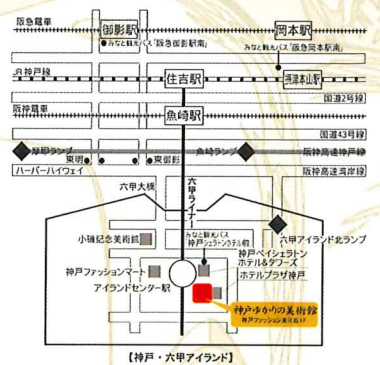 阪急電車
御影駅
岡本駅
みなと観光バス「阪急御影駅南」
みなと観光バス「阪急岡本駅南」
JR神戸線
住吉駅
摂津本山駅
国道2号線
阪神電車
魚崎駅
国道43号線
摩耶ランプ
魚崎ランプ
阪神高速神戸線
東明
東御影
ハーバーハイウェイ
阪神高速湾岸線
六甲大橋
六甲ライナー
みなと観光バス
神戸シェラトンホテル前
六甲アイランド北ランプ
小磯記念美術館
神戸ベイシェラトン
ホテル&タワーズ
神戸ファッションマート
ホテルプラザ神戸
アイランドセンター駅
神戸ゆかりの美術館
神戸ファッション美術館1F
【神戸・六甲アイランド】